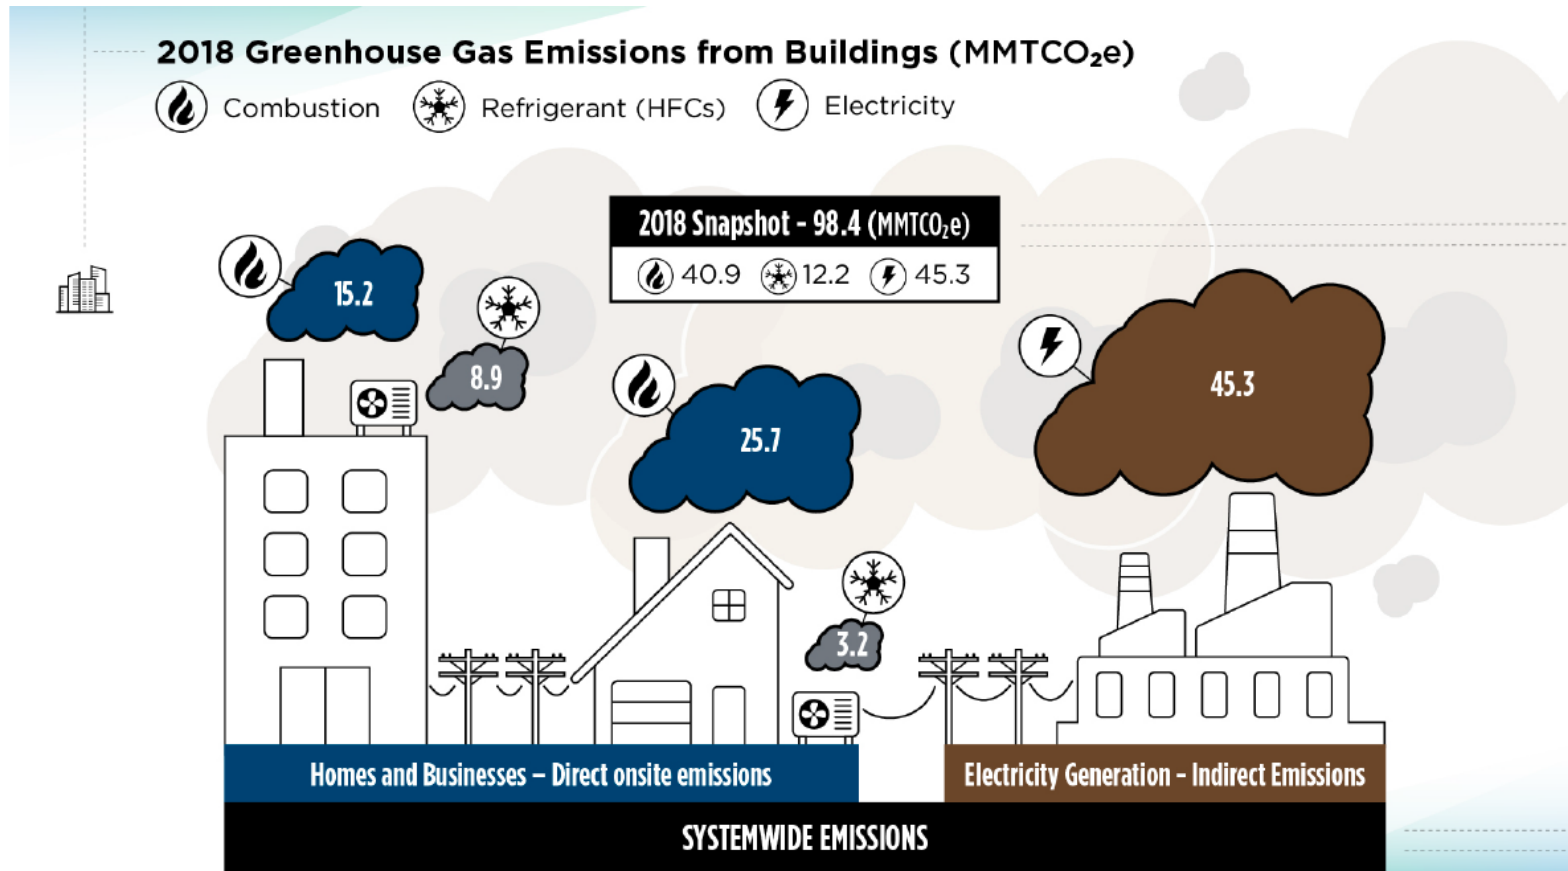 2018 Greenhouse Gas Emissions from Buildings (MMTCO₂e)
Combustion Refrigerant (HFCs) Electricity
2018 Snapshot - 98.4 (MMTCO₂e)
40.9 12.2 45.3
15.2
8.9
25.7
45.3
3.2
Homes and Businesses – Direct onsite emissions
Electricity Generation - Indirect Emissions
SYSTEMWIDE EMISSIONS